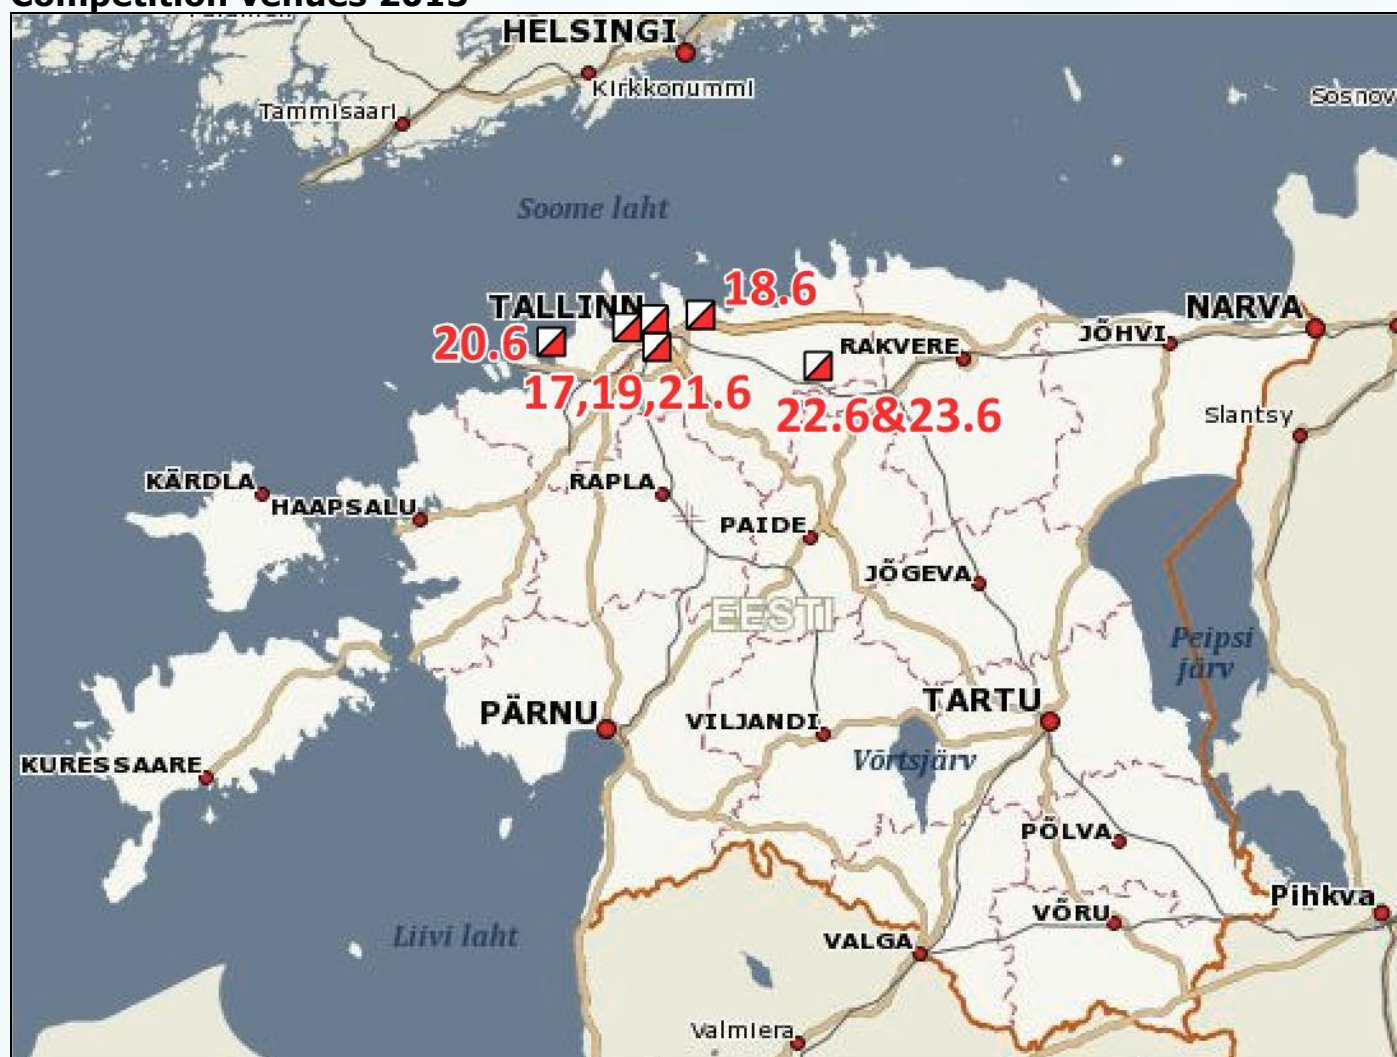 Competition venues 2013
HELSINGI
Kirkkonummi
Tammisaari
Sosnov
Soome laht
18.6
TALLINN
NARVA
20.6
RAKVERE
JÕHVI
17,19,21.6
22.6&23.6
Slantsy
KÄRDLA
RAPLA
HAAPSALU
PAIDE
JÕGEVA
EESTI
Peipsi
järv
PÄRNU
TARTU
VILJANDI
KURESSAARE
Võrtsjärv
PÕLVA
Pihkva
VÕRU
Liivi laht
VALGA
Valmiera